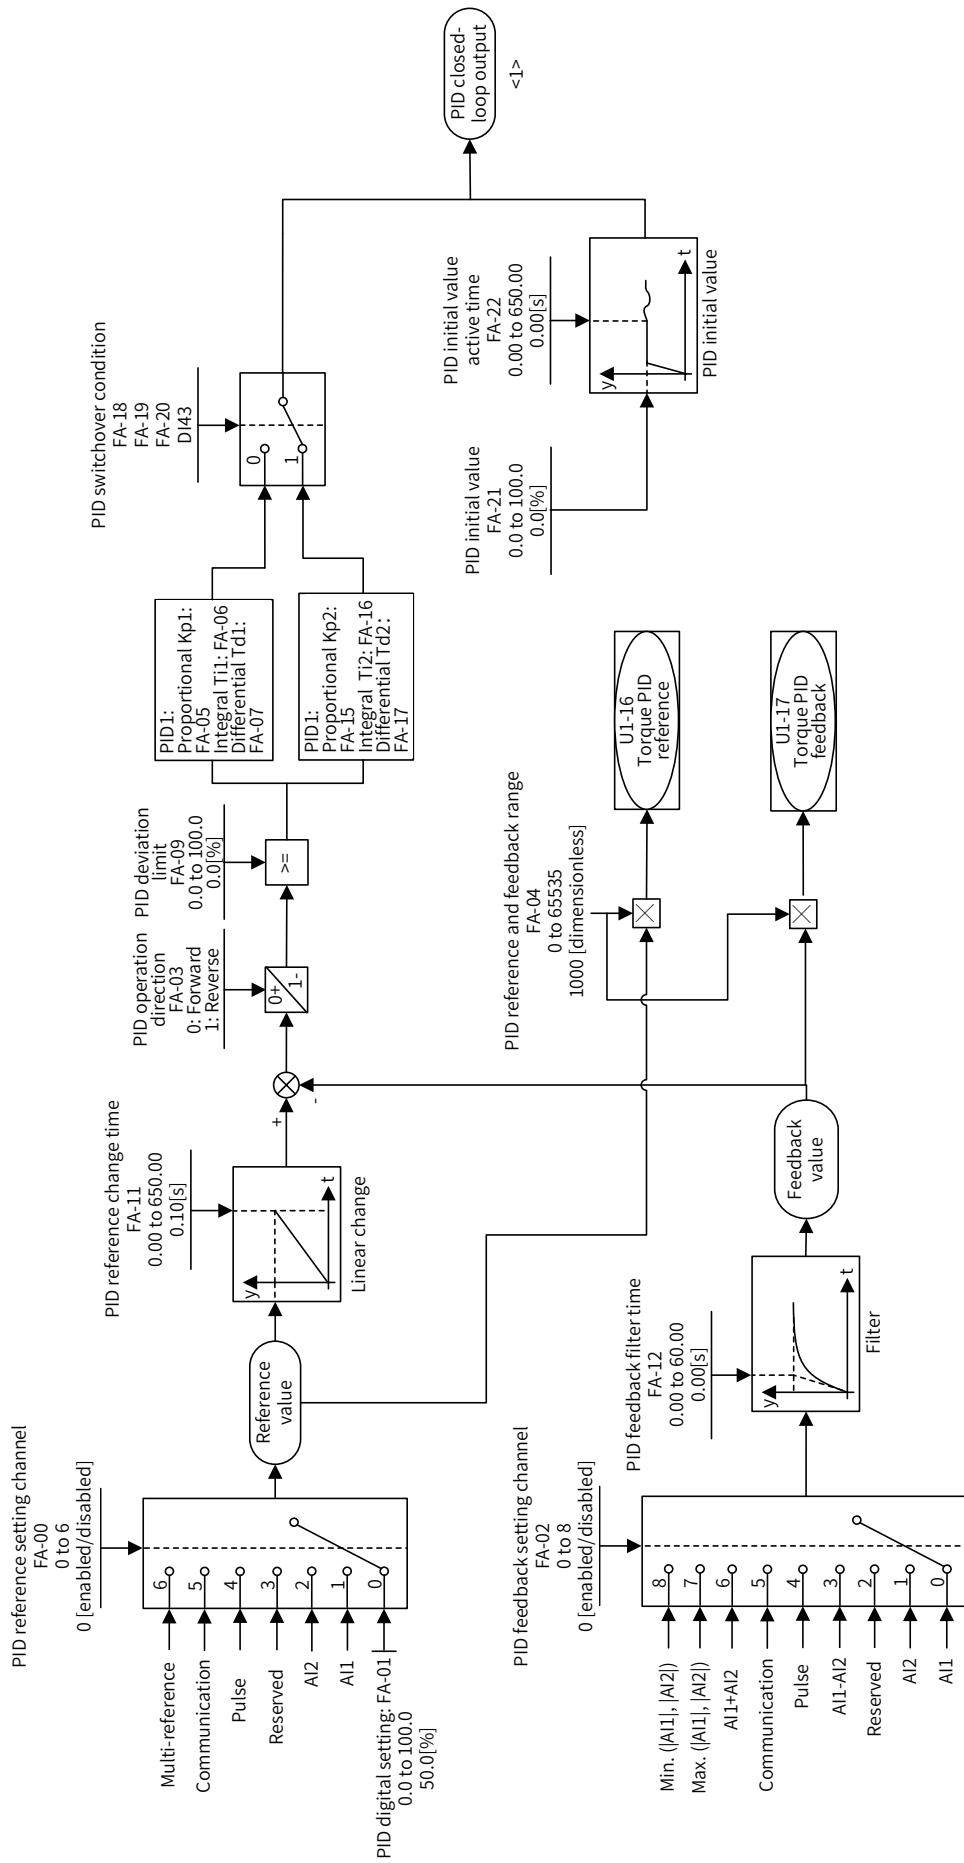 PID reference setting channel
FA-00
0 to 6
0 [enabled/disabled]
Multi-reference
6
Communication
5
Pulse
4
Reserved
3
AI2
2
AI1
1
0
PID digital setting: FA-01
0.0 to 100.0
50.0[%]
Reference
value
PID reference change time
FA-11
0.00 to 650.00
0.10[s]
y
t
Linear change
+
-
PID operation
direction
FA-03
0: Forward
1: Reverse
0+
1-
PID deviation
limit
FA-09
0.0 to 100.0
0.0[%]
>=
PID1:
Proportional Kp1:
FA-05
Integral Ti1: FA-06
Differential Td1:
FA-07
PID1:
Proportional Kp2:
FA-15
Integral Ti2: FA-16
Differential Td2:
FA-17
PID switchover condition
FA-18
FA-19
FA-20
DI43
0
1
PID closed-
loop output
<1>
PID initial value
FA-21
0.0 to 100.0
0.0[%]
PID initial value
active time
FA-22
0.00 to 650.00
0.00[s]
y
t
PID initial value
PID reference and feedback range
FA-04
0 to 65535
1000 [dimensionless]
U1-16
Torque PID
reference
U1-17
Torque PID
feedback
PID feedback setting channel
FA-02
0 to 8
0 [enabled/disabled]
Min. (|AI1|, |AI2|)
8
Max. (|AI1|, |AI2|)
7
AI1+AI2
6
Communication
5
Pulse
4
AI1-AI2
3
Reserved
2
AI2
1
AI1
0
PID feedback filter time
FA-12
0.00 to 60.00
0.00[s]
y
t
Filter
Feedback
value